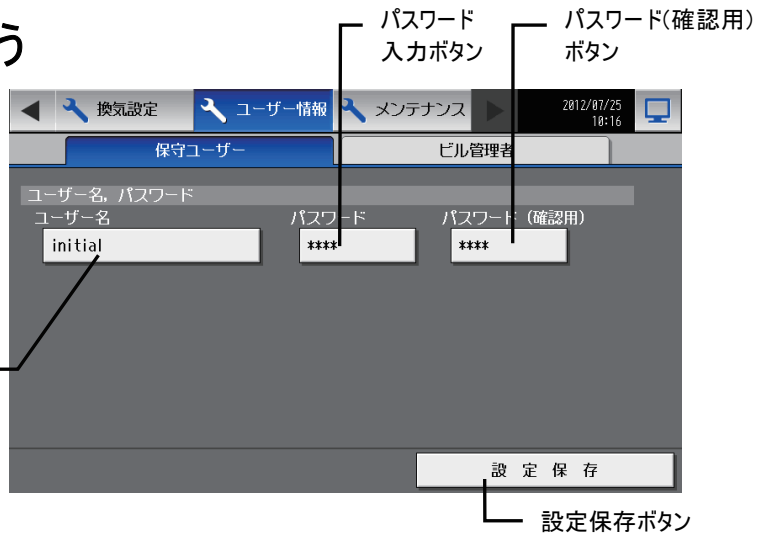 う
パスワード
入力ボタン
パスワード(確認用)
ボタン
換気設定
ユーザー情報
メンテナンス
2012/07/25
10:16
保守ユーザー
ビル管理者
ユーザー名, パスワード
ユーザー名
パスワード
パスワード (確認用)
initial
****
****
設定保存
設定保存ボタン